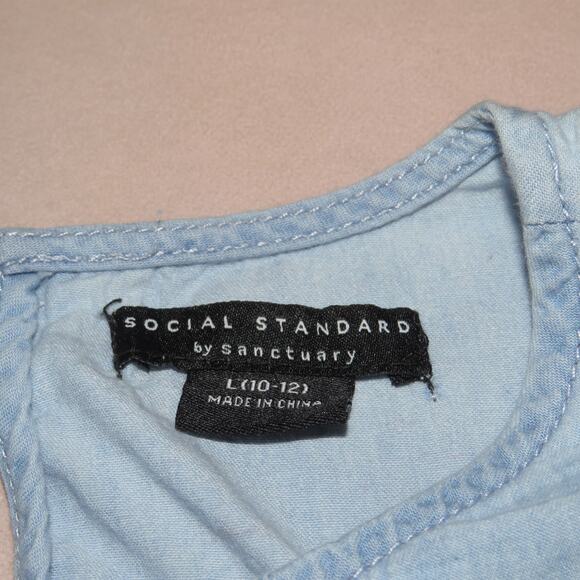 SOCIAL STANDARD
by sanctuary
L(10-12)
MADE IN CHINA